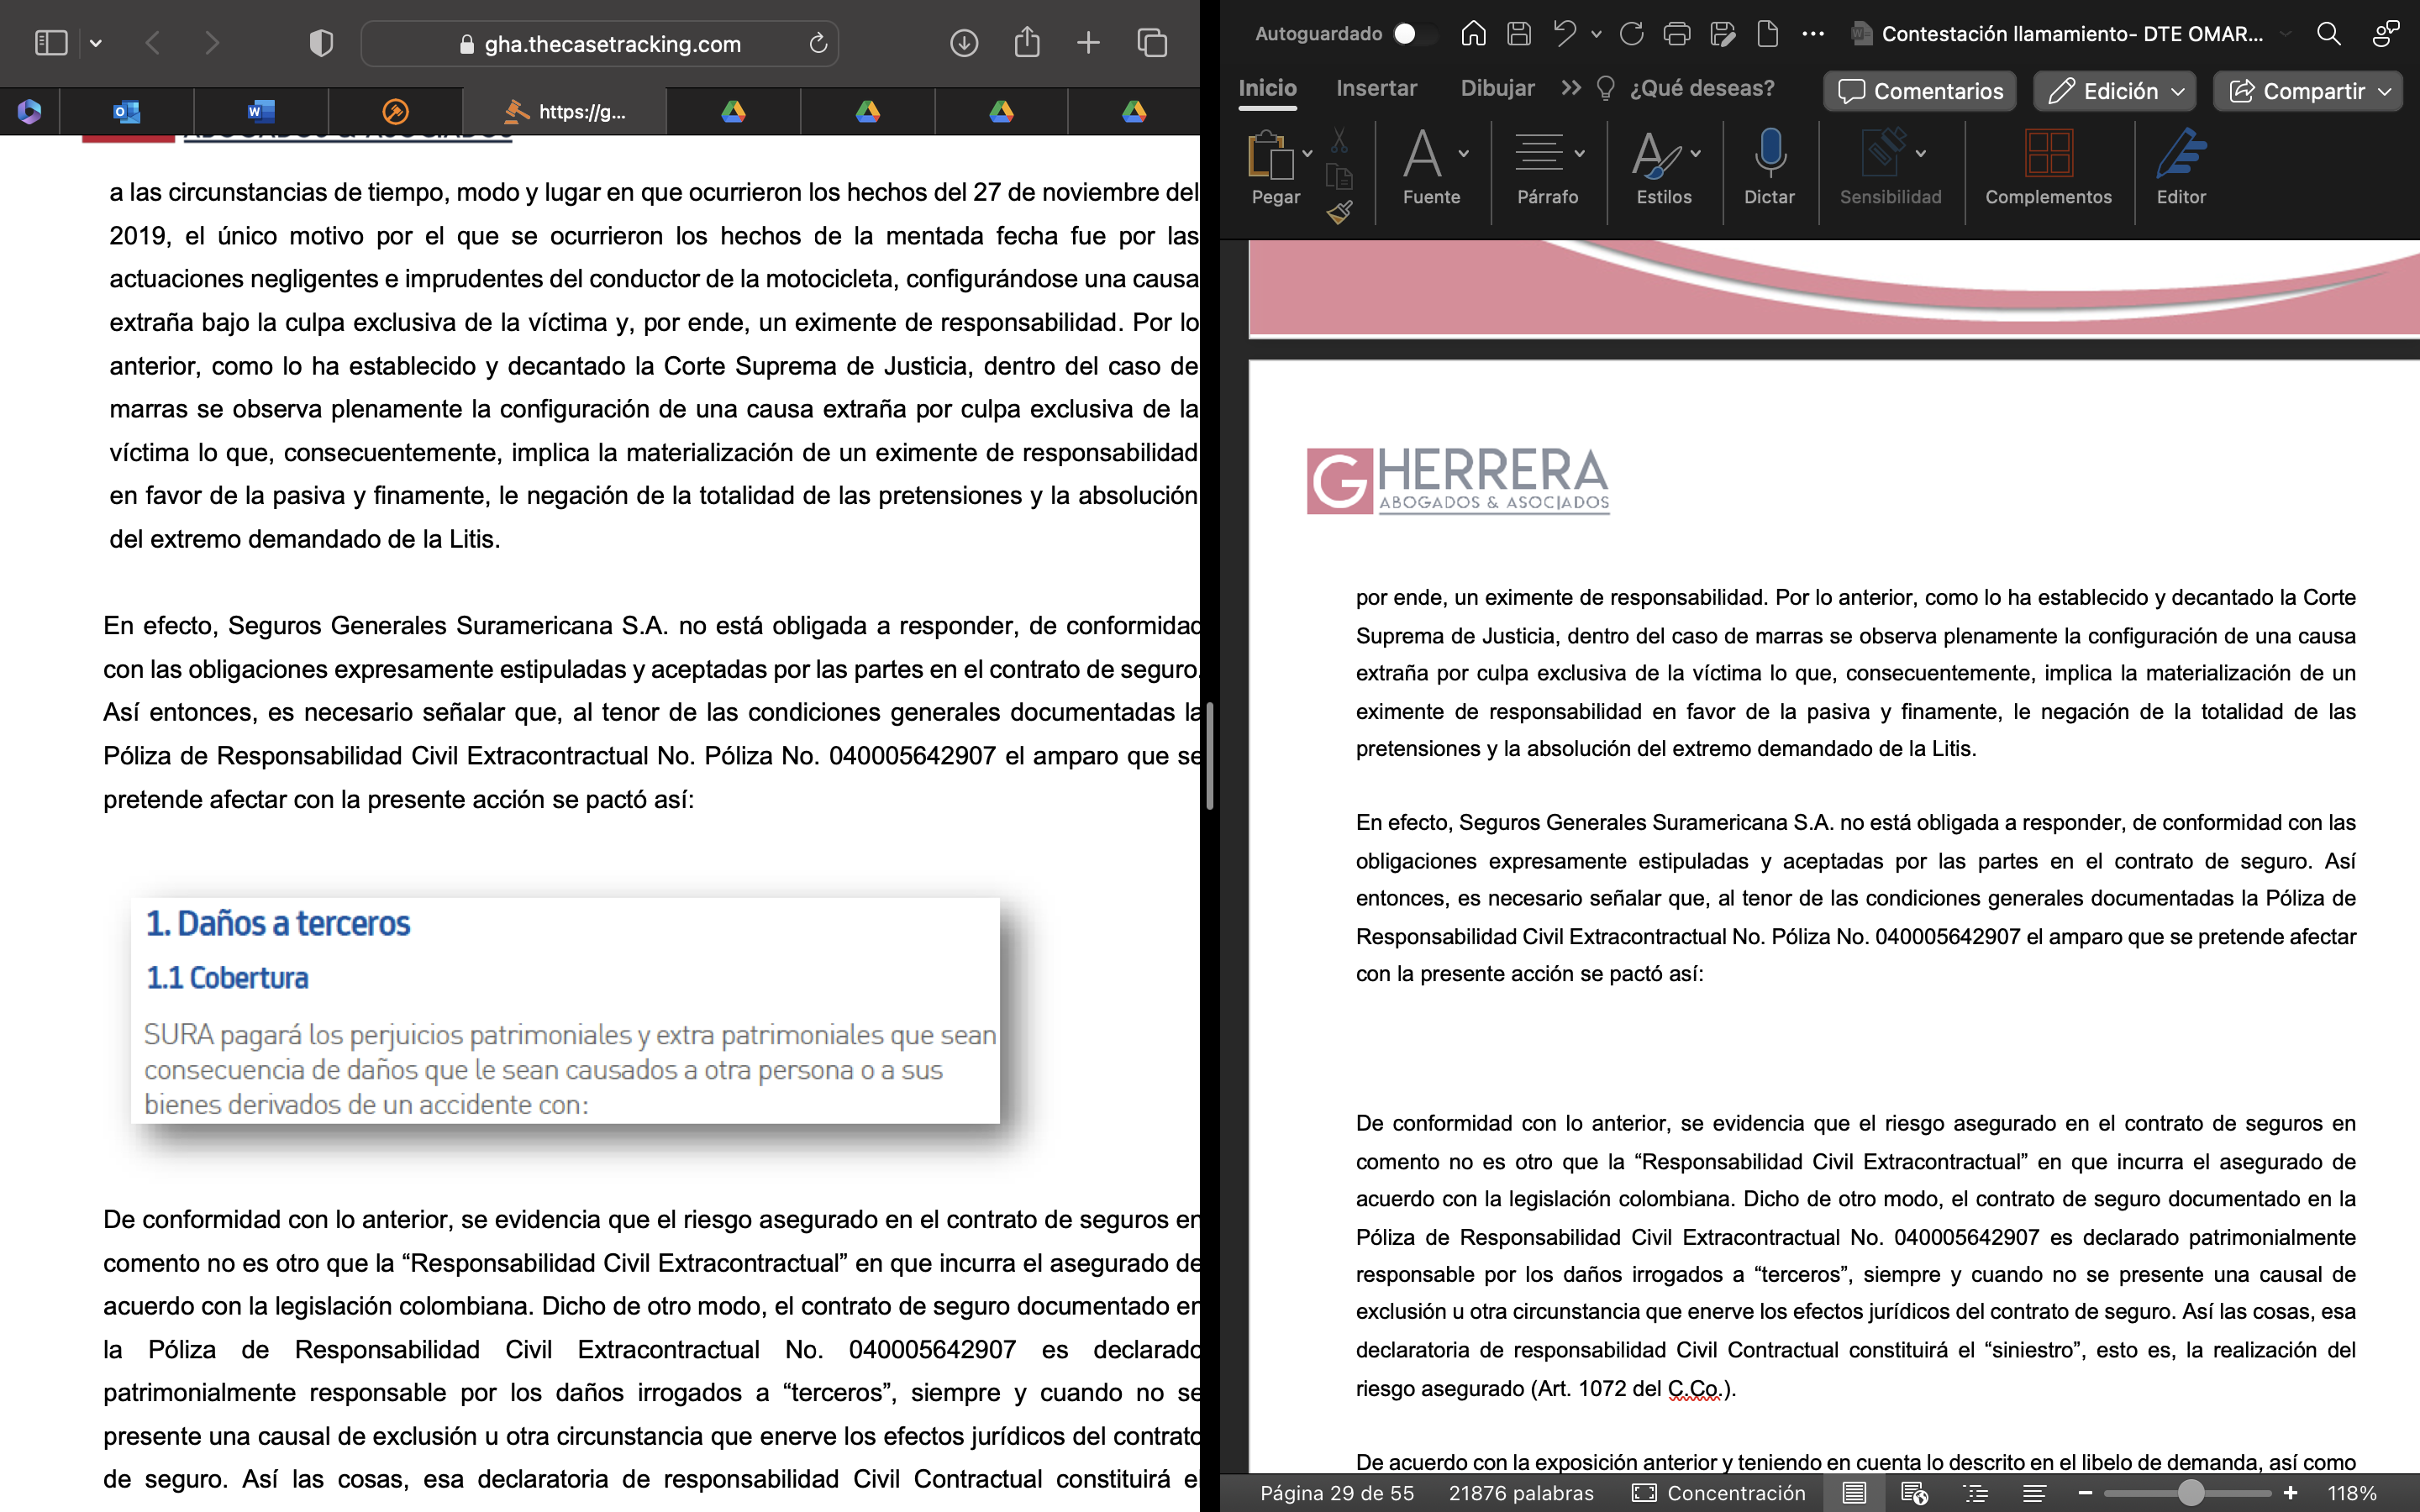 gha.thecasetracking.com
https://g...
ABOGADOS & ASOCIADOS
a las circunstancias de tiempo, modo y lugar en que ocurrieron los hechos del 27 de noviembre del
2019, el único motivo por el que se ocurrieron los hechos de la mentada fecha fue por las
actuaciones negligentes e imprudentes del conductor de la motocicleta, configurándose una causa
extraña bajo la culpa exclusiva de la víctima y, por ende, un eximente de responsabilidad. Por lo
anterior, como lo ha establecido y decantado la Corte Suprema de Justicia, dentro del caso de
marras se observa plenamente la configuración de una causa extraña por culpa exclusiva de la
víctima lo que, consecuentemente, implica la materialización de un eximente de responsabilidad
en favor de la pasiva y finamente, le negación de la totalidad de las pretensiones y la absolución
del extremo demandado de la Litis.
En efecto, Seguros Generales Suramericana S.A. no está obligada a responder, de conformidad
con las obligaciones expresamente estipuladas y aceptadas por las partes en el contrato de seguro.
Así entonces, es necesario señalar que, al tenor de las condiciones generales documentadas la
Póliza de Responsabilidad Civil Extracontractual No. Póliza No. 040005642907 el amparo que se
pretende afectar con la presente acción se pactó así:
1. Daños a terceros
1.1 Cobertura
SURA pagará los perjuicios patrimoniales y extra patrimoniales que sean
consecuencia de daños que le sean causados a otra persona o a sus
bienes derivados de un accidente con:
De conformidad con lo anterior, se evidencia que el riesgo asegurado en el contrato de seguros en
comento no es otro que la “Responsabilidad Civil Extracontractual” en que incurra el asegurado de
acuerdo con la legislación colombiana. Dicho de otro modo, el contrato de seguro documentado en
la Póliza de Responsabilidad Civil Extracontractual No. 040005642907 es declarado
patrimonialmente responsable por los daños irrogados a “terceros”, siempre y cuando no se
presente una causal de exclusión u otra circunstancia que enerve los efectos jurídicos del contrato
de seguro. Así las cosas, esa declaratoria de responsabilidad Civil Contractual constituirá e
Autoguardado
Contestación llamamiento- DTE OMAR...
Inicio Insertar Dibujar ¿Qué deseas? Comentarios Edición Compartir
Pegar Fuente Párrafo Estilos Dictar Sensibilidad Complementos Editor
G HERRERA
ABOGADOS & ASOCIADOS
por ende, un eximente de responsabilidad. Por lo anterior, como lo ha establecido y decantado la Corte
Suprema de Justicia, dentro del caso de marras se observa plenamente la configuración de una causa
extraña por culpa exclusiva de la víctima lo que, consecuentemente, implica la materialización de un
eximente de responsabilidad en favor de la pasiva y finamente, le negación de la totalidad de las
pretensiones y la absolución del extremo demandado de la Litis.
En efecto, Seguros Generales Suramericana S.A. no está obligada a responder, de conformidad con las
obligaciones expresamente estipuladas y aceptadas por las partes en el contrato de seguro. Así
entonces, es necesario señalar que, al tenor de las condiciones generales documentadas la Póliza de
Responsabilidad Civil Extracontractual No. Póliza No. 040005642907 el amparo que se pretende afectar
con la presente acción se pactó así:
De conformidad con lo anterior, se evidencia que el riesgo asegurado en el contrato de seguros en
comento no es otro que la “Responsabilidad Civil Extracontractual” en que incurra el asegurado de
acuerdo con la legislación colombiana. Dicho de otro modo, el contrato de seguro documentado en la
Póliza de Responsabilidad Civil Extracontractual No. 040005642907 es declarado patrimonialmente
responsable por los daños irrogados a “terceros”, siempre y cuando no se presente una causal de
exclusión u otra circunstancia que enerve los efectos jurídicos del contrato de seguro. Así las cosas, esa
declaratoria de responsabilidad Civil Contractual constituirá el “siniestro”, esto es, la realización del
riesgo asegurado (Art. 1072 del C.Co.).
De acuerdo con la exposición anterior y teniendo en cuenta lo descrito en el libelo de demanda, así como
Página 29 de 55 21876 palabras Concentración 118%